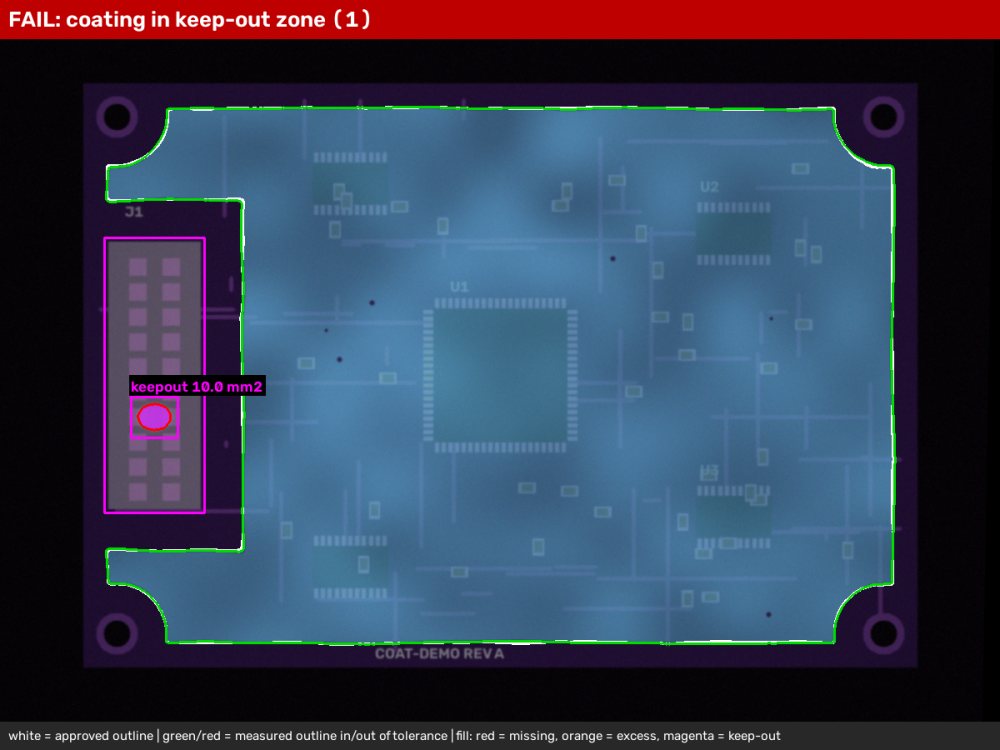 FAIL: coating in keep-out zone (1)
J1
U2
U1
keepout 10.0 mm2
U3
COAT-DEMO REV A
white = approved outline | green/red = measured outline in/out of tolerance | fill: red = missing, orange = excess, magenta = keep-out